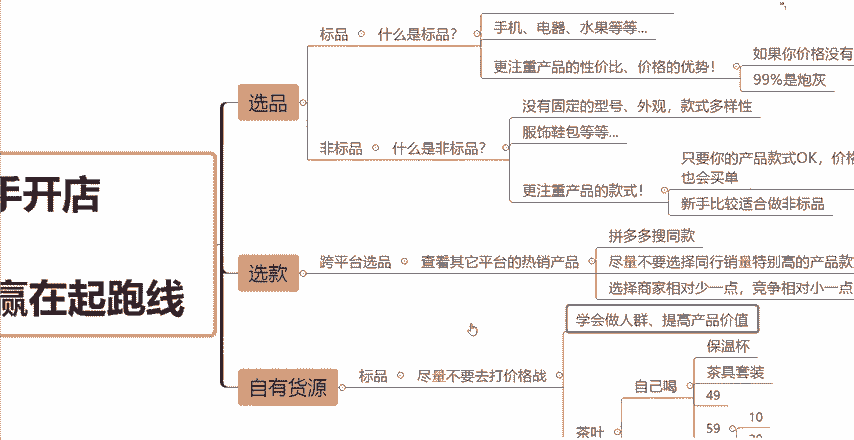 手开店
赢在起跑线
选品
标品
什么是标品？
手机、电器、水果等等...
更注重产品的性价比、价格的优势！
如果你价格没有
99%是炮灰
非标品
什么是非标品？
没有固定的型号、外观，款式多样性
服饰鞋包等等...
更注重产品的款式！
只要你的产品款式OK，价格
也会买单
新手比较适合做非标品
选款
跨平台选品
查看其它平台的热销产品
拼多多搜同款
尽量不要选择同行销量特别高的产品款
选择商家相对少一点，竞争相对小一点
自有货源
标品
尽量不要去打价格战
学会做人群、提高产品价值
茶叶
自己喝
保温杯
茶具套装
49
59
10